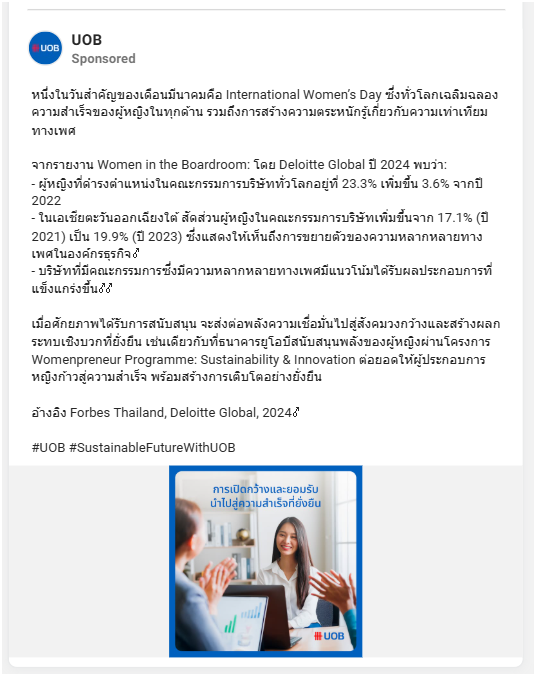 UOB
UOB
Sponsored
หนึ่งในวันสำคัญของเดือนมีนาคมคือ International Women's Day ซึ่งทั่วโลกเฉลิมฉลอง
ความสำเร็จของผู้หญิงในทุกด้าน รวมถึงการสร้างความตระหนักรู้เกี่ยวกับความเท่าเทียม
ทางเพศ
จากรายงาน Women in the Boardroom: โดย Deloitte Global ปี 2024 พบว่า:
- ผู้หญิงที่ดำรงตำแหน่งในคณะกรรมการบริษัททั่วโลกอยู่ที่ 23.3% เพิ่มขึ้น 3.6% จากปี
2022
- ในเอเชียตะวันออกเฉียงใต้ สัดส่วนผู้หญิงในคณะกรรมการบริษัทเพิ่มขึ้นจาก 17.1% (ปี
2021) เป็น 19.9% (ปี 2023) ซึ่งแสดงให้เห็นถึงการขยายตัวของความหลากหลายทาง
เพศในองค์กรธุรกิจ
- บริษัทที่มีคณะกรรมการซึ่งมีความหลากหลายทางเพศมีแนวโน้มได้รับผลประกอบการที่
แข็งแกร่งขึ้น
เมื่อศักยภาพได้รับการสนับสนุน จะส่งต่อพลังความเชื่อมั่นไปสู่สังคมวงกว้างและสร้างผลก
ระทบเชิงบวกที่ยั่งยืน เช่นเดียวกับที่ธนาคารยูโอบีสนับสนุนพลังของผู้หญิงผ่านโครงการ
Womenpreneur Programme: Sustainability & Innovation ต่อยอดให้ผู้ประกอบการ
หญิงก้าวสู่ความสำเร็จ พร้อมสร้างการเติบโตอย่างยั่งยืน
อ้างอิง Forbes Thailand, Deloitte Global, 2024
#UOB #SustainableFutureWithUOB
การเปิดกว้างและยอมรับ
นำไปสู่ความสำเร็จที่ยั่งยืน
UOB